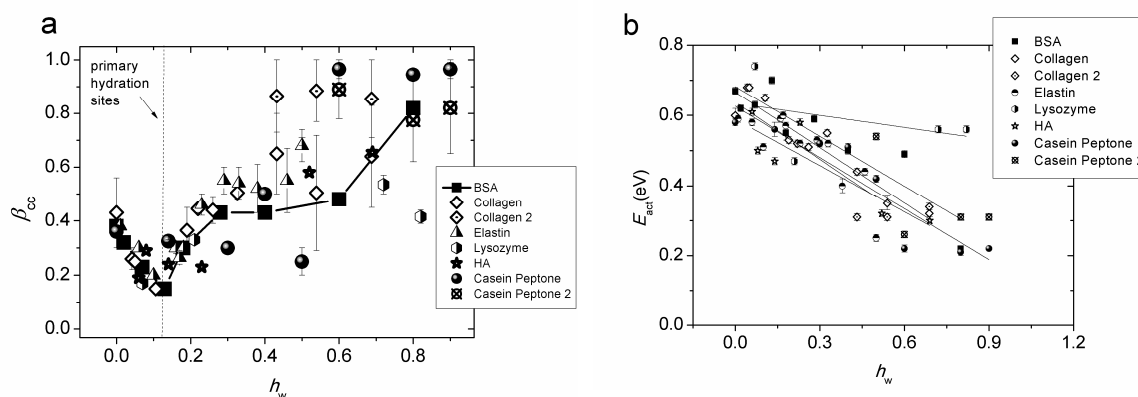 a
β_cc
1.0
0.8
0.6
0.4
0.2
0.0
primary
hydration
sites
BSA
Collagen
Collagen 2
Elastin
Lysozyme
HA
Casein Peptone
Casein Peptone 2
0.0 0.2 0.4 0.6 0.8
h_w
b
E_act(eV)
0.8
0.6
0.4
0.2
0.0
BSA
Collagen
Collagen 2
Elastin
Lysozyme
HA
Casein Peptone
Casein Peptone 2
0.0 0.3 0.6 0.9 1.2
h_w